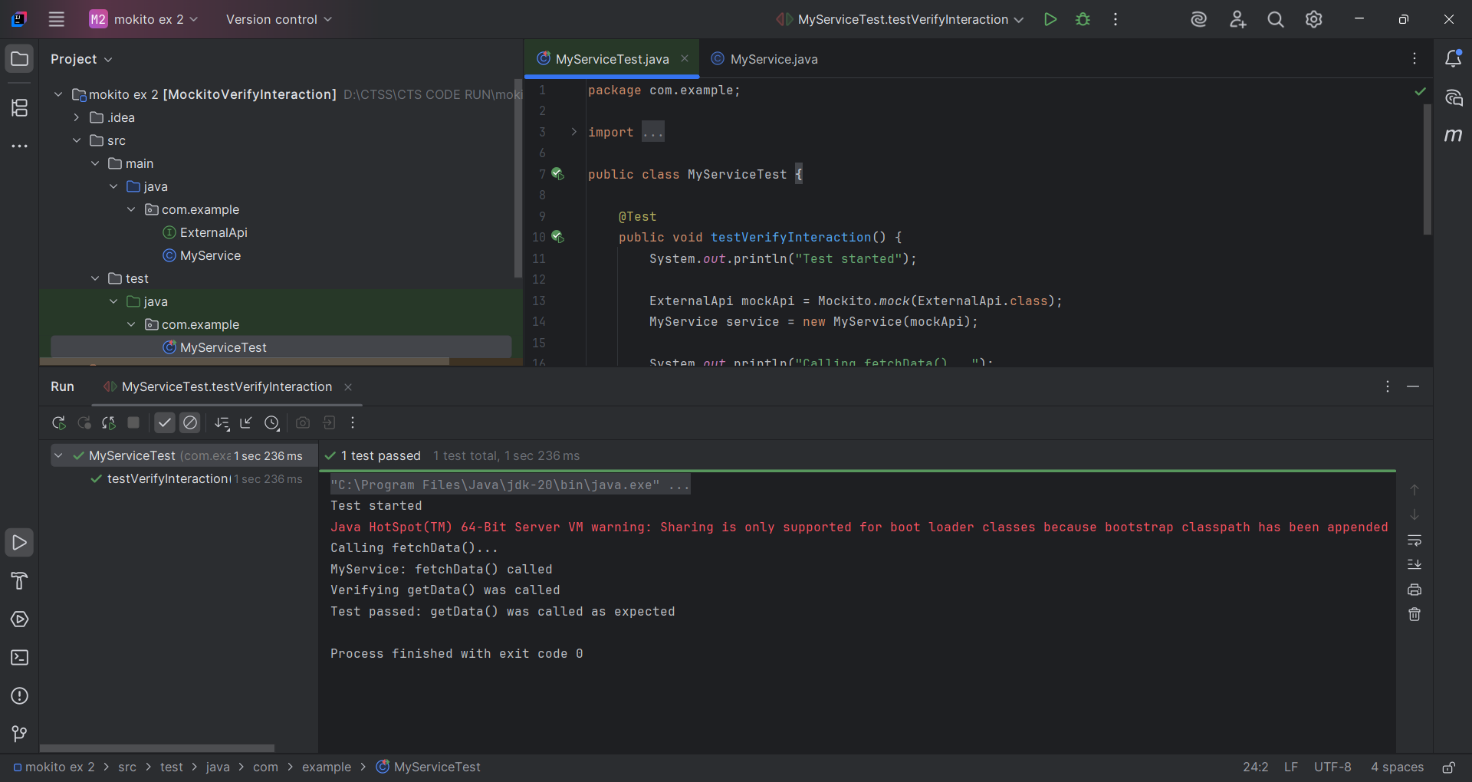 M2 mokito ex 2 Version control MyServiceTest.testVerifyInteraction
Project
mokito ex 2 [MockitoVerifyInteraction] D:\CTSS\CTS CODE RUN\moki
.idea
src
main
java
com.example
ExternalApi
MyService
test
java
com.example
MyServiceTest
MyServiceTest.java MyService.java
1 package com.example;
2
3 import ...
6
7 public class MyServiceTest {
8
9 @Test
10 public void testVerifyInteraction() {
11 System.out.println("Test started");
12
13 ExternalApi mockApi = Mockito.mock(ExternalApi.class);
14 MyService service = new MyService(mockApi);
15
16 System.out.println("Calling fetchData()...");
Run MyServiceTest.testVerifyInteraction
MyServiceTest (com.exa 1 sec 236 ms
testVerifyInteraction( 1 sec 236 ms
1 test passed 1 test total, 1 sec 236 ms
"C:\Program Files\Java\jdk-20\bin\java.exe" ...
Test started
Java HotSpot(TM) 64-Bit Server VM warning: Sharing is only supported for boot loader classes because bootstrap classpath has been appended
Calling fetchData()...
MyService: fetchData() called
Verifying getData() was called
Test passed: getData() was called as expected
Process finished with exit code 0
mokito ex 2 > src > test > java > com > example > MyServiceTest 24:2 LF UTF-8 4 spaces